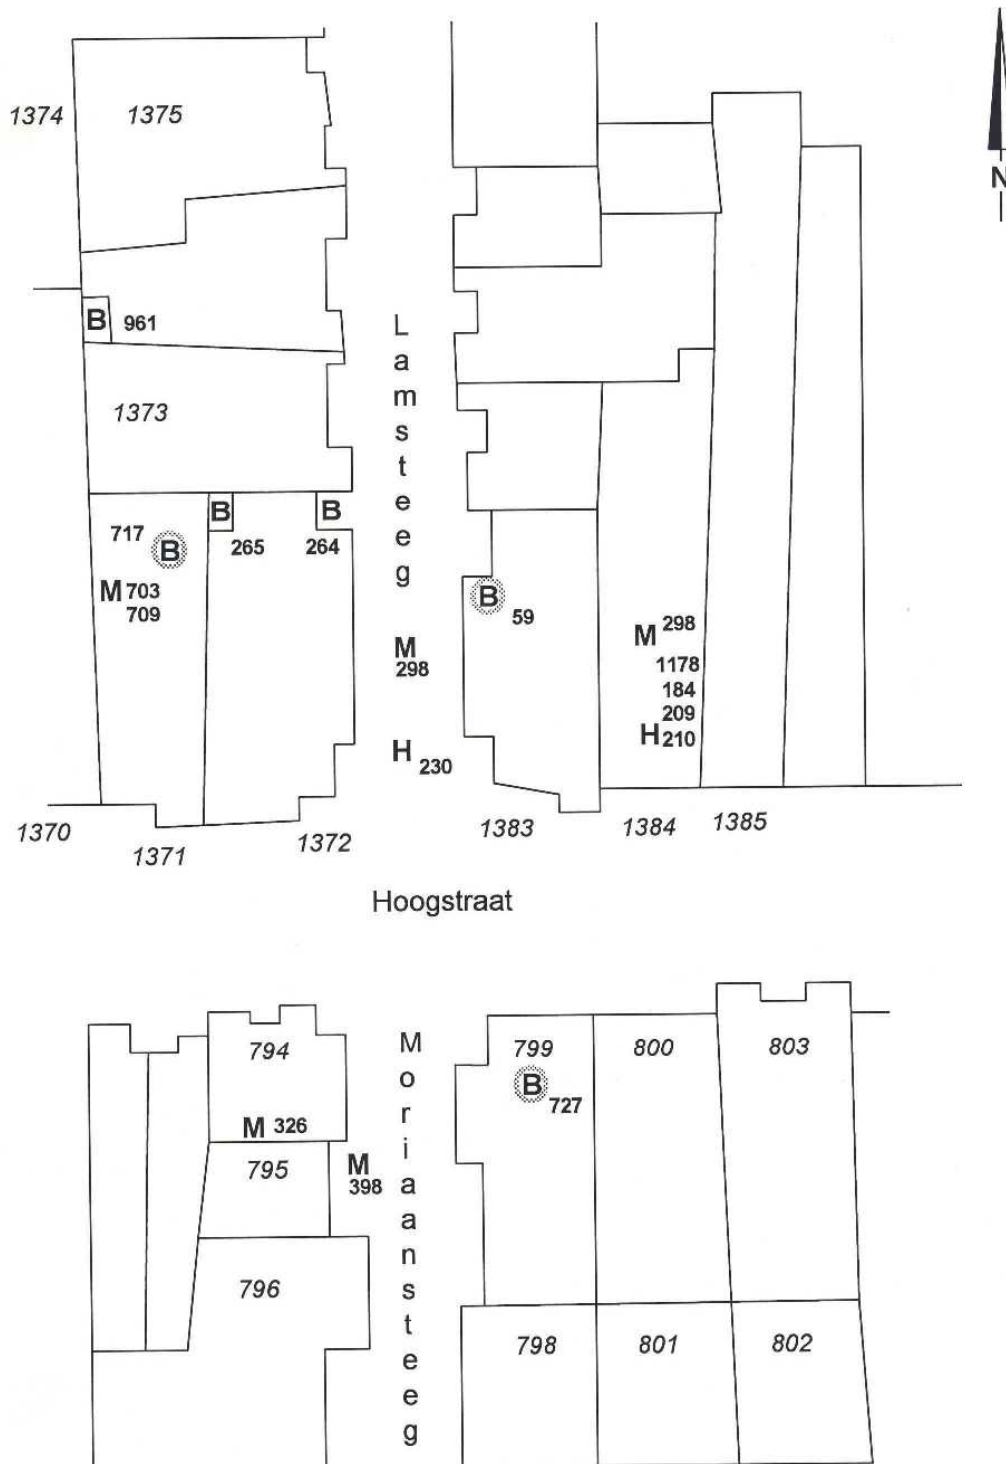 N
1374
1375
B 961
1373
Lamsteeg
B
B
717
B
265
264
M 703
709
B
59
M
298
M 298
1178
184
209
H 210
H 230
1370
1371
1372
1383
1384
1385
Hoogstraat
Moriaansteeg
794
799
800
803
B
727
M 326
795
M
398
796
798
801
802